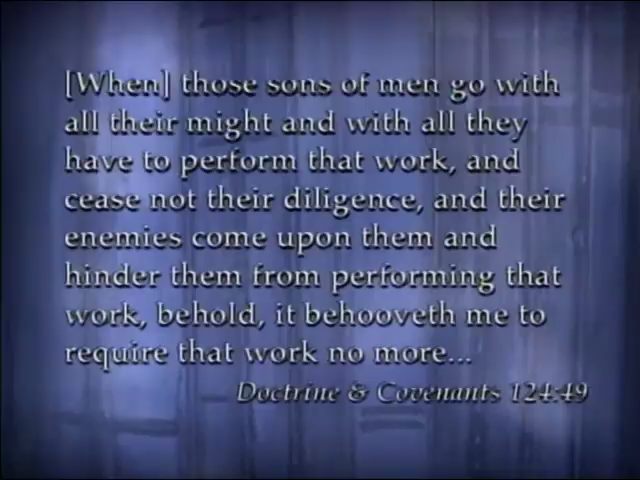 [When] those sons of men go with
all their might and with all they
have to perform that work, and
cease not their diligence, and their
enemies come upon them and
hinder them from performing that
work, behold, it behooveth me to
require that work no more...
Doctrine & Covenants 124:49